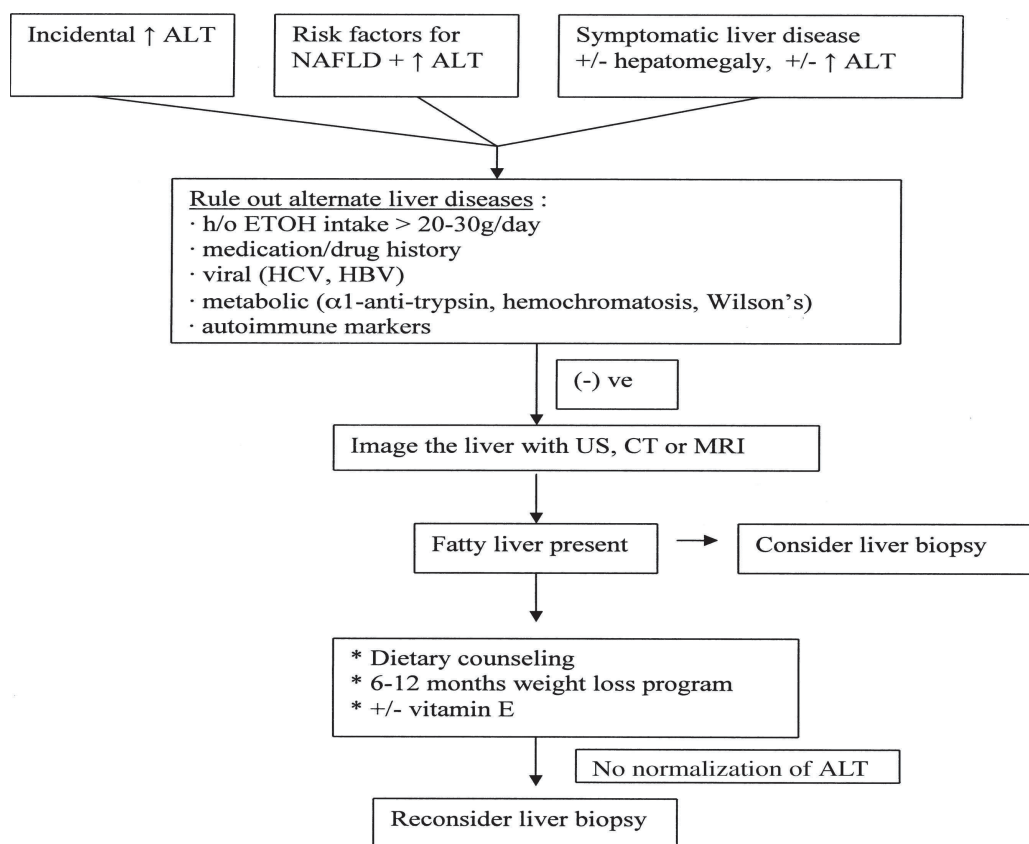 Incidental ↑ ALT
Risk factors for
NAFLD + ↑ ALT
Symptomatic liver disease
+/- hepatomegaly, +/- ↑ ALT
Rule out alternate liver diseases :
· h/o ETOH intake > 20-30g/day
· medication/drug history
· viral (HCV, HBV)
· metabolic (α1-anti-trypsin, hemochromatosis, Wilson's)
· autoimmune markers
(-) ve
Image the liver with US, CT or MRI
Fatty liver present
Consider liver biopsy
* Dietary counseling
* 6-12 months weight loss program
* +/- vitamin E
No normalization of ALT
Reconsider liver biopsy